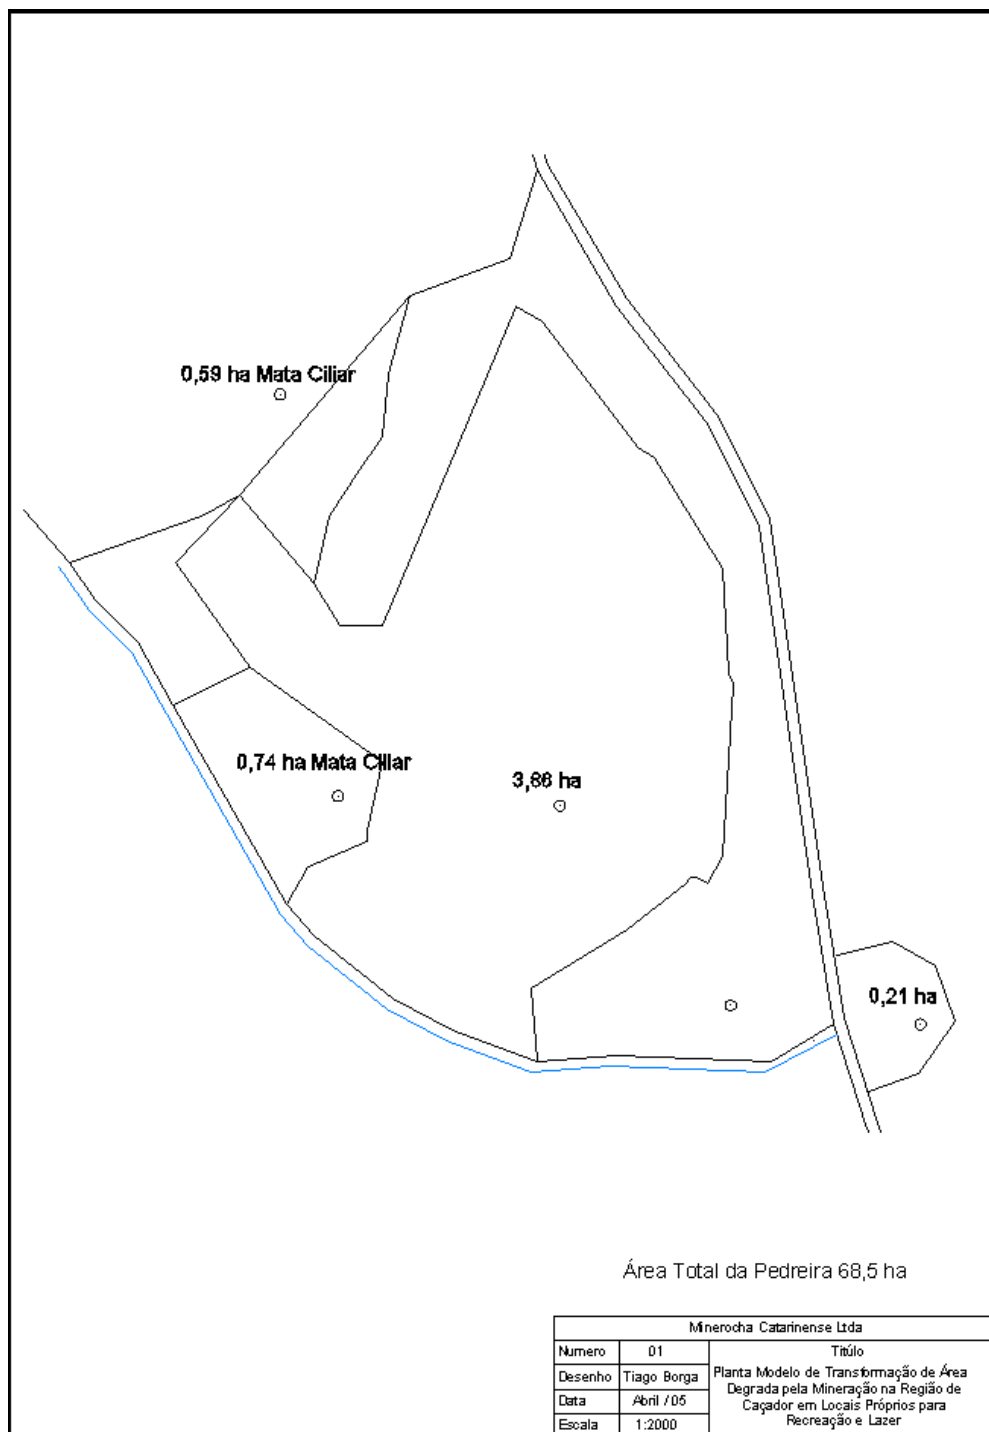 0,59 ha Mata Ciliar
0,74 ha Mata Ciliar
3,86 ha
0,21 ha
Área Total da Pedreira 68,5 ha
Minerocha Catarinense Ltda
Numero 01
Titúlo
Desenho Tiago Borga
Data Abril / 05
Escala 1:2000
Planta Modelo de Transformação de Área
Degrada pela Mineração na Região de
Caçador em Locais Próprios para
Recreação e Lazer